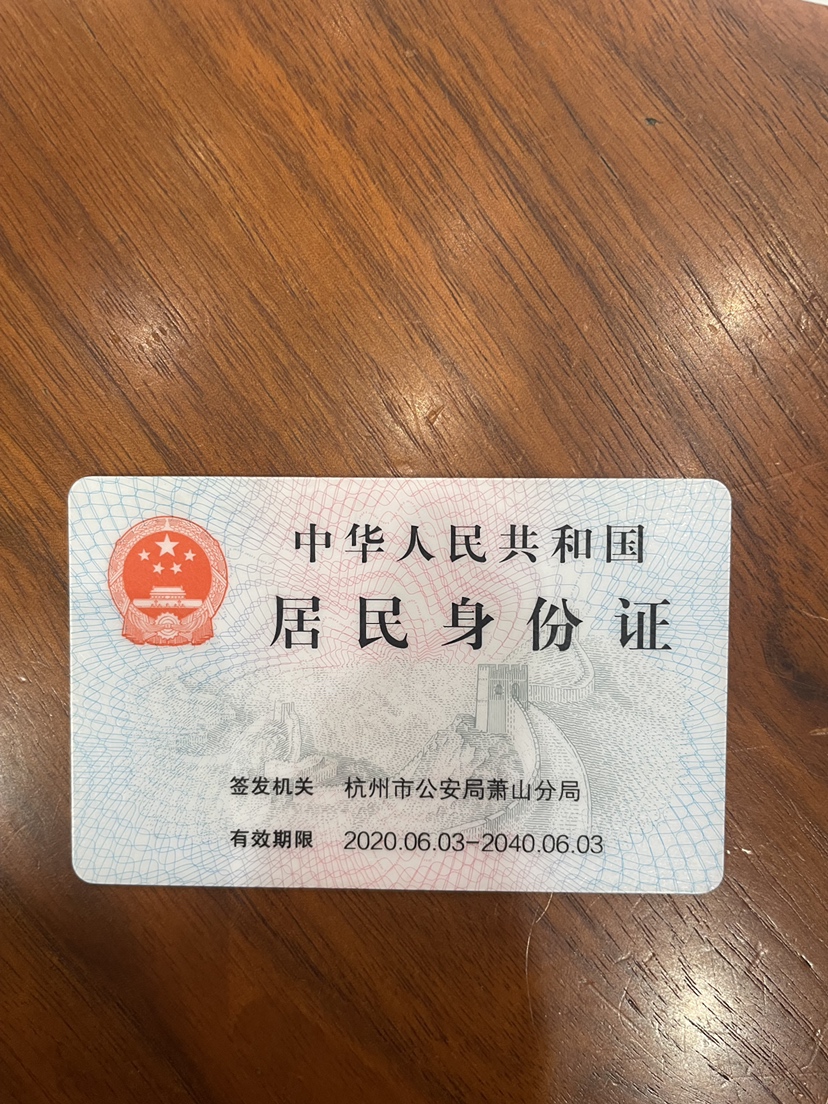 中华人民共和国
居民身份证
签发机关 杭州市公安局萧山分局
有效期限 2020.06.03-2040.06.03